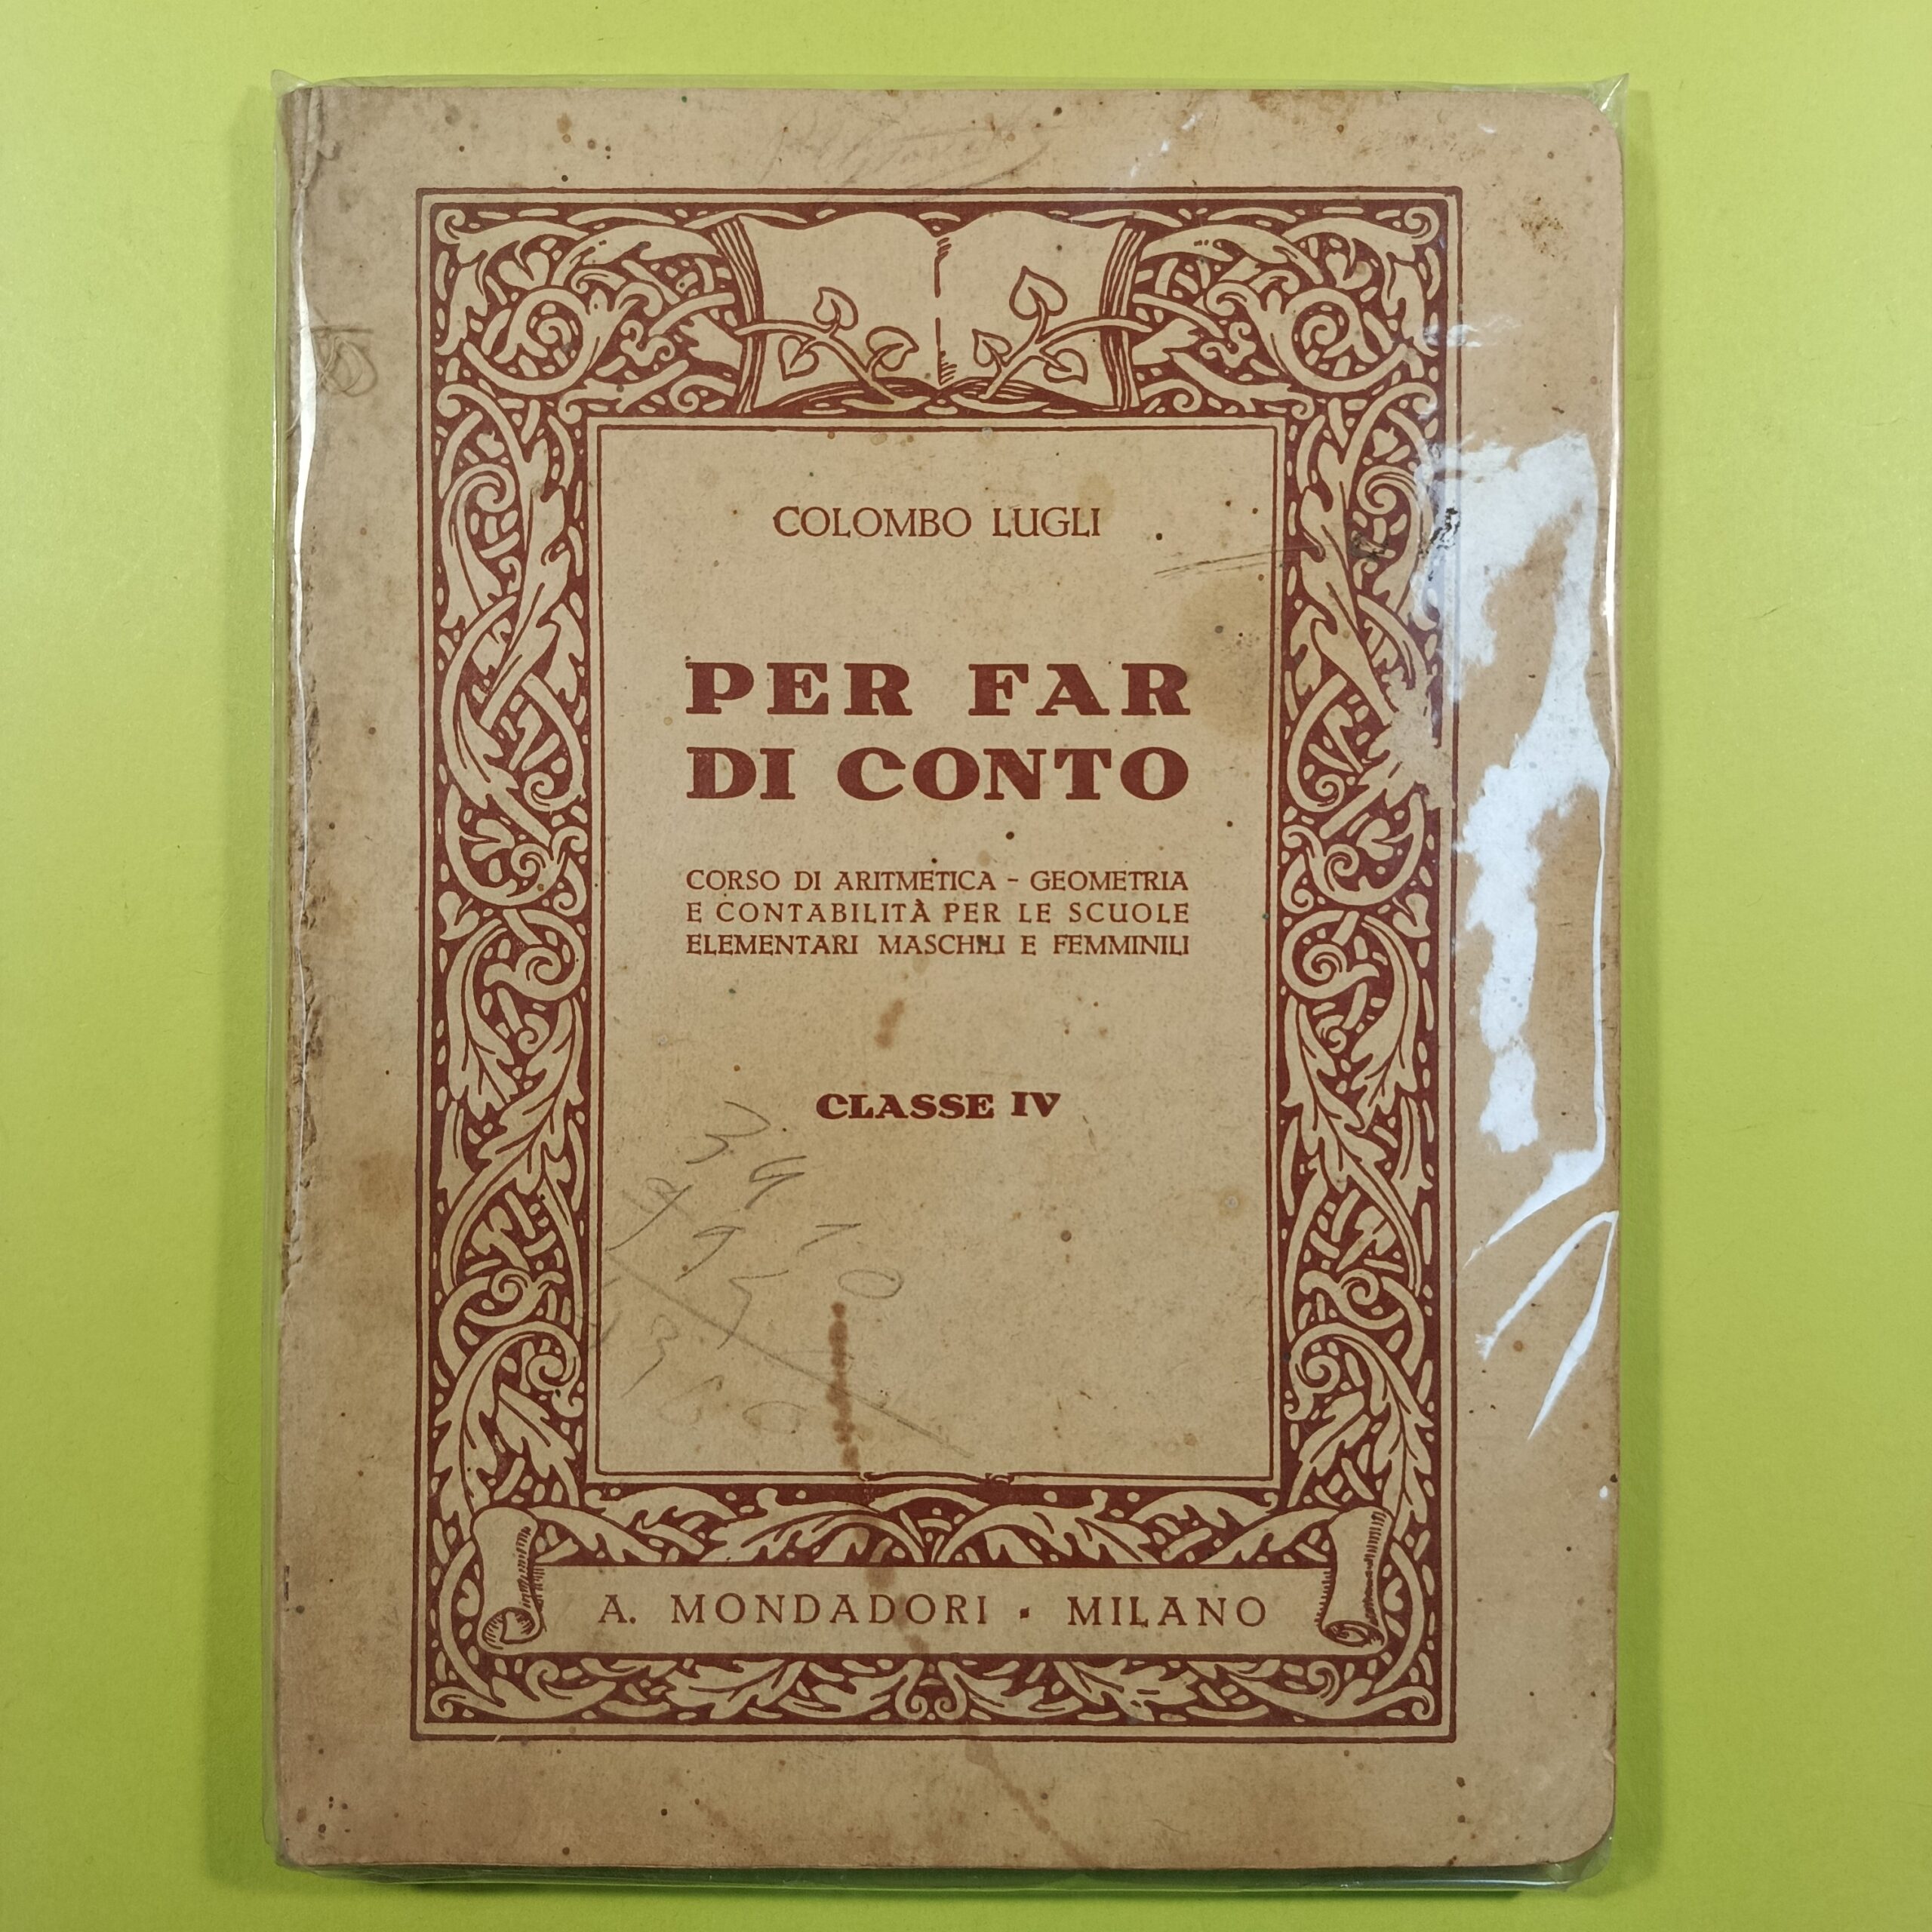 COLOMBO LUGLI
PER FAR
DI CONTO
CORSO DI ARITMETICA - GEOMETRIA
E CONTABILITÀ PER LE SCUOLE
ELEMENTARI MASCHILI E FEMMINILI
CLASSE IV
A. MONDADORI · MILANO